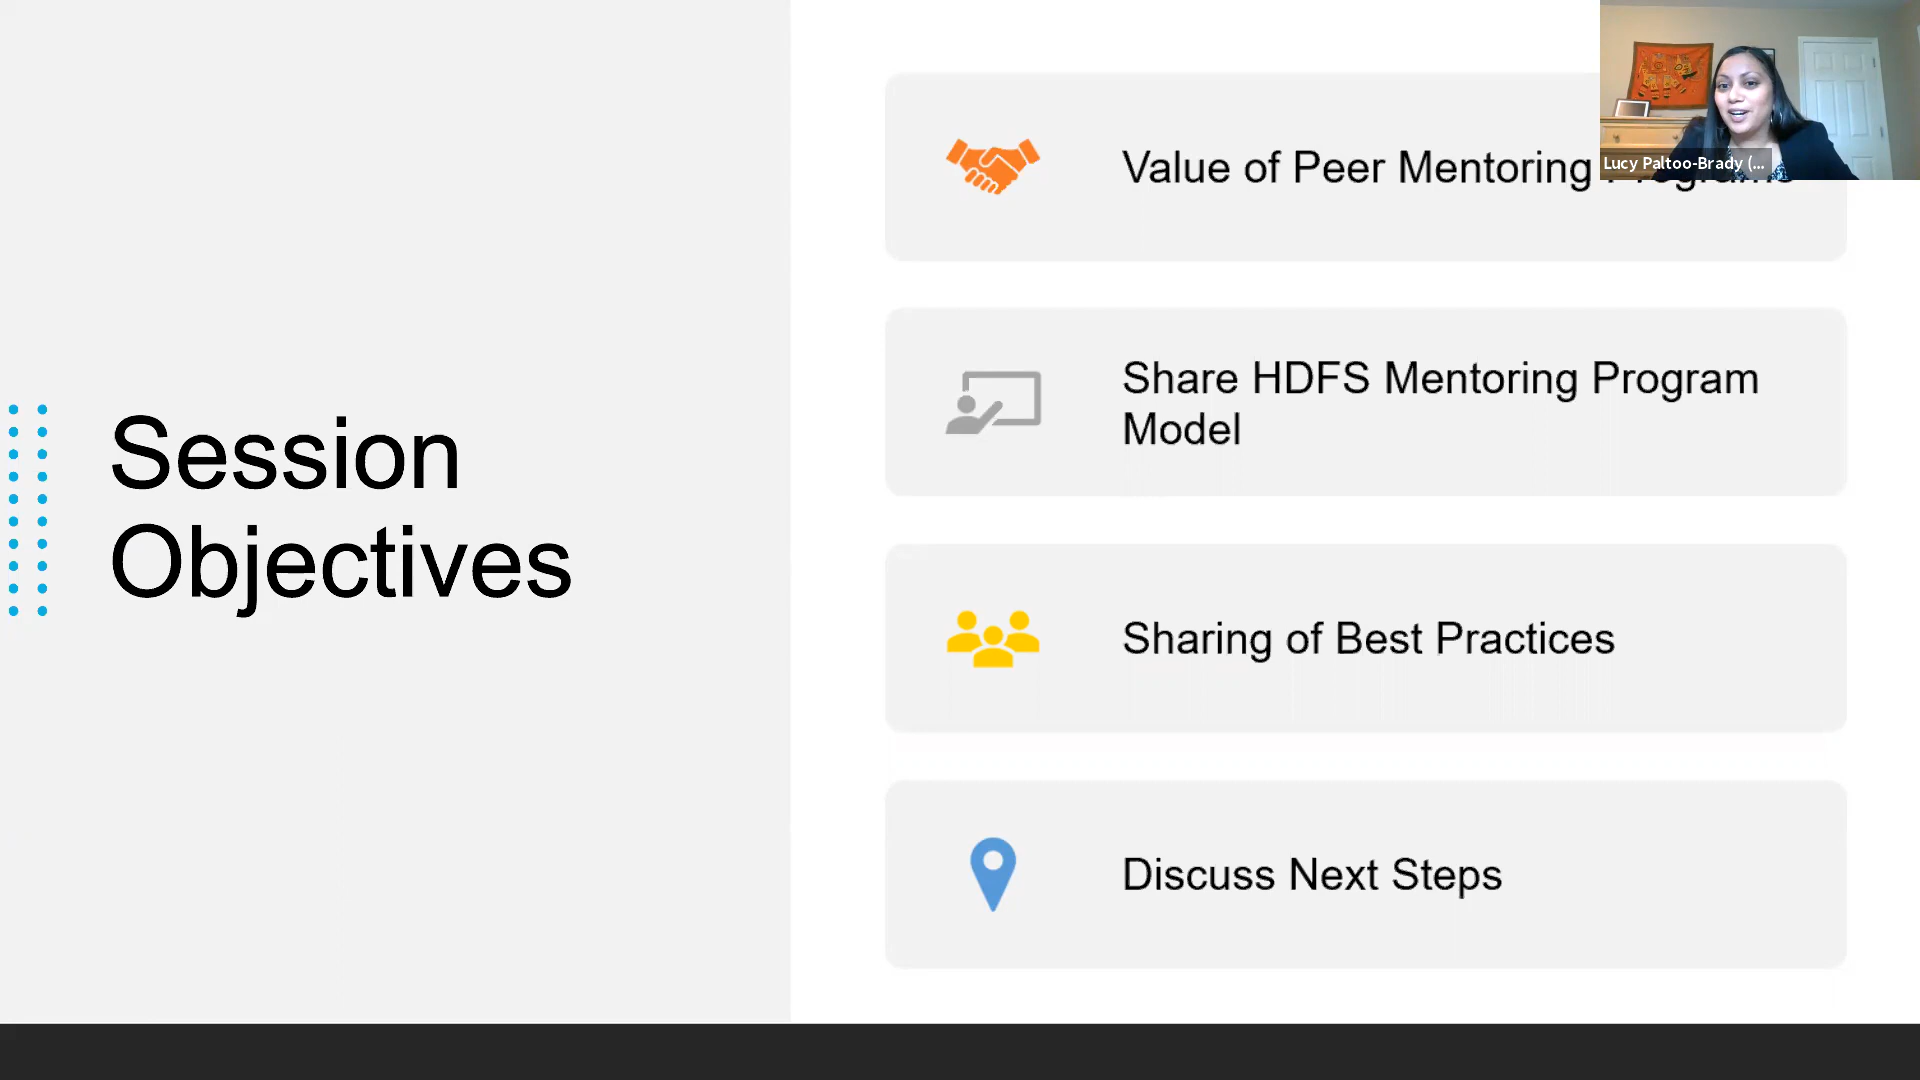 Session
Objectives
Value of Peer Mentoring Programs
Share HDFS Mentoring Program
Model
Sharing of Best Practices
Discuss Next Steps
Lucy Paltoo-Brady (...